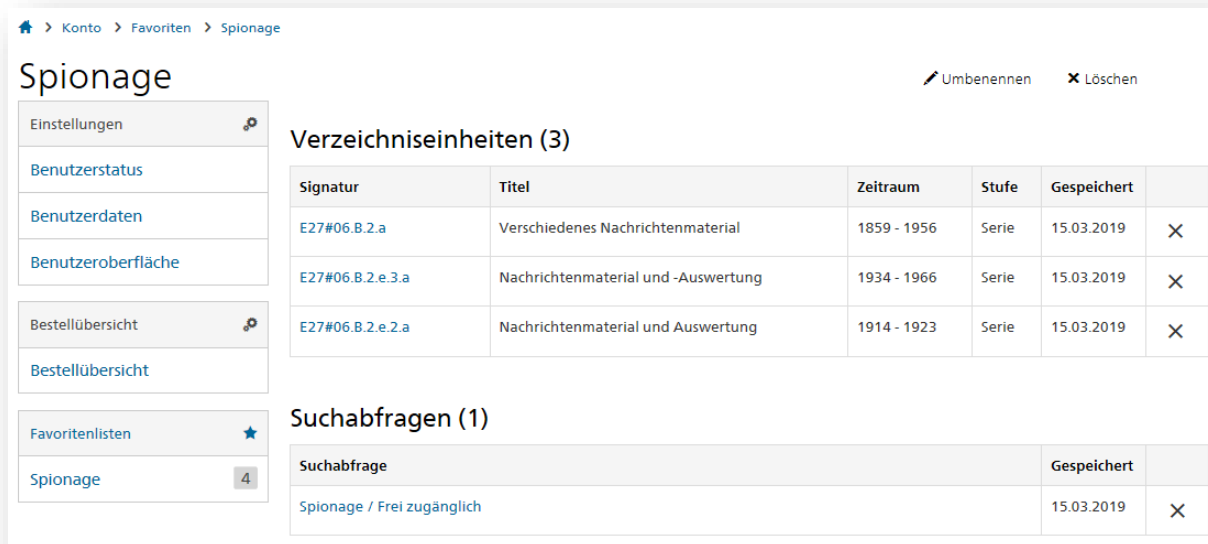 Konto > Favoriten > Spionage
Spionage
Umbenennen Löschen
Einstellungen
Benutzerstatus
Benutzerdaten
Benutzeroberfläche
Bestellübersicht
Bestellübersicht
Favoritenlisten
Spionage 4
Verzeichniseinheiten (3)
Signatur Titel Zeitraum Stufe Gespeichert
E27#06.B.2.a Verschiedenes Nachrichtenmaterial 1859 - 1956 Serie 15.03.2019
E27#06.B.2.e.3.a Nachrichtenmaterial und -Auswertung 1934 - 1966 Serie 15.03.2019
E27#06.B.2.e.2.a Nachrichtenmaterial und Auswertung 1914 - 1923 Serie 15.03.2019
Suchabfragen (1)
Suchabfrage Gespeichert
Spionage / Frei zugänglich 15.03.2019